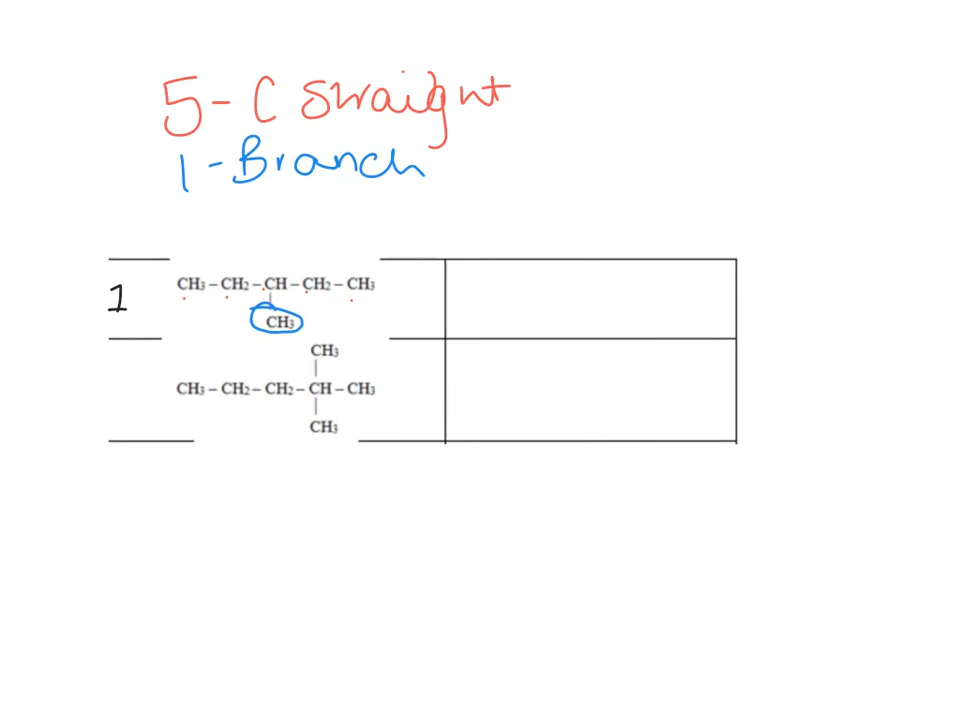 5-C straight
1-Branch
1
CH3 – CH2 – CH – CH2 – CH3
|
CH3
CH3
|
CH3 – CH2 – CH2 – CH – CH3
|
CH3